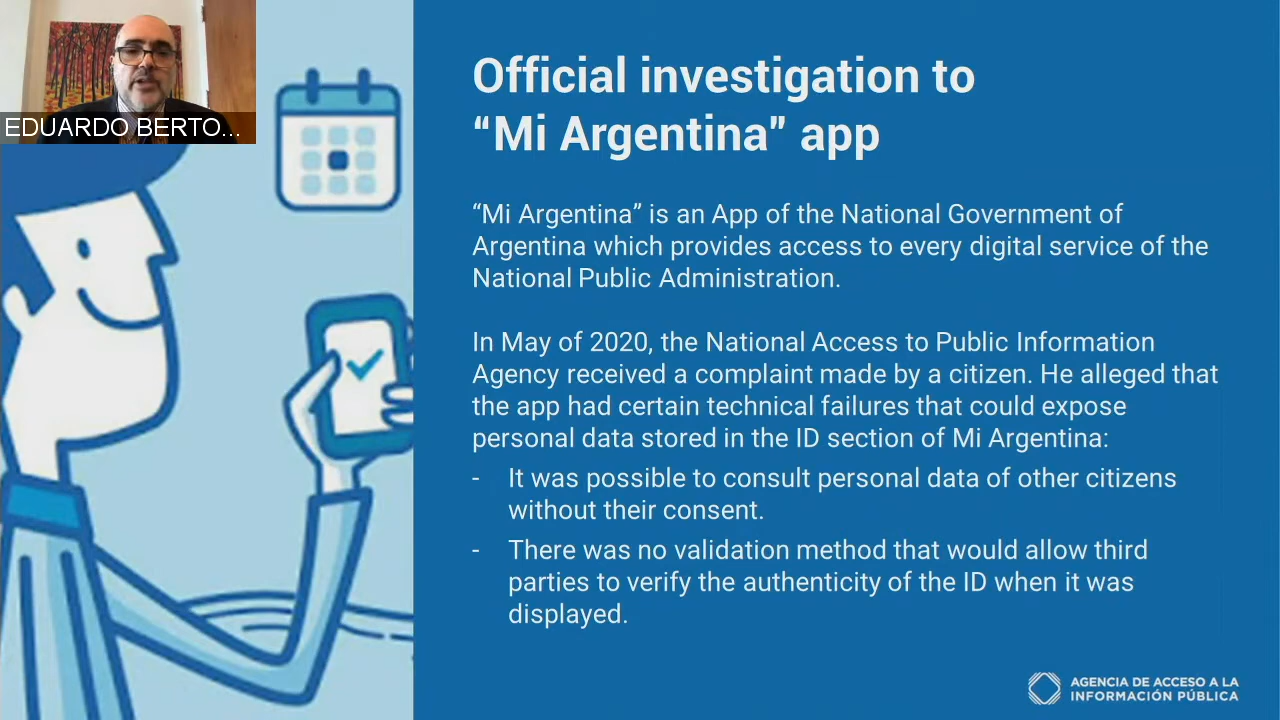 EDUARDO BERTO...
Official investigation to
“Mi Argentina” app
“Mi Argentina” is an App of the National Government of
Argentina which provides access to every digital service of the
National Public Administration.
In May of 2020, the National Access to Public Information
Agency received a complaint made by a citizen. He alleged that
the app had certain technical failures that could expose
personal data stored in the ID section of Mi Argentina:
- It was possible to consult personal data of other citizens
without their consent.
- There was no validation method that would allow third
parties to verify the authenticity of the ID when it was
displayed.
AGENCIA DE ACCESO A LA
INFORMACIÓN PÚBLICA